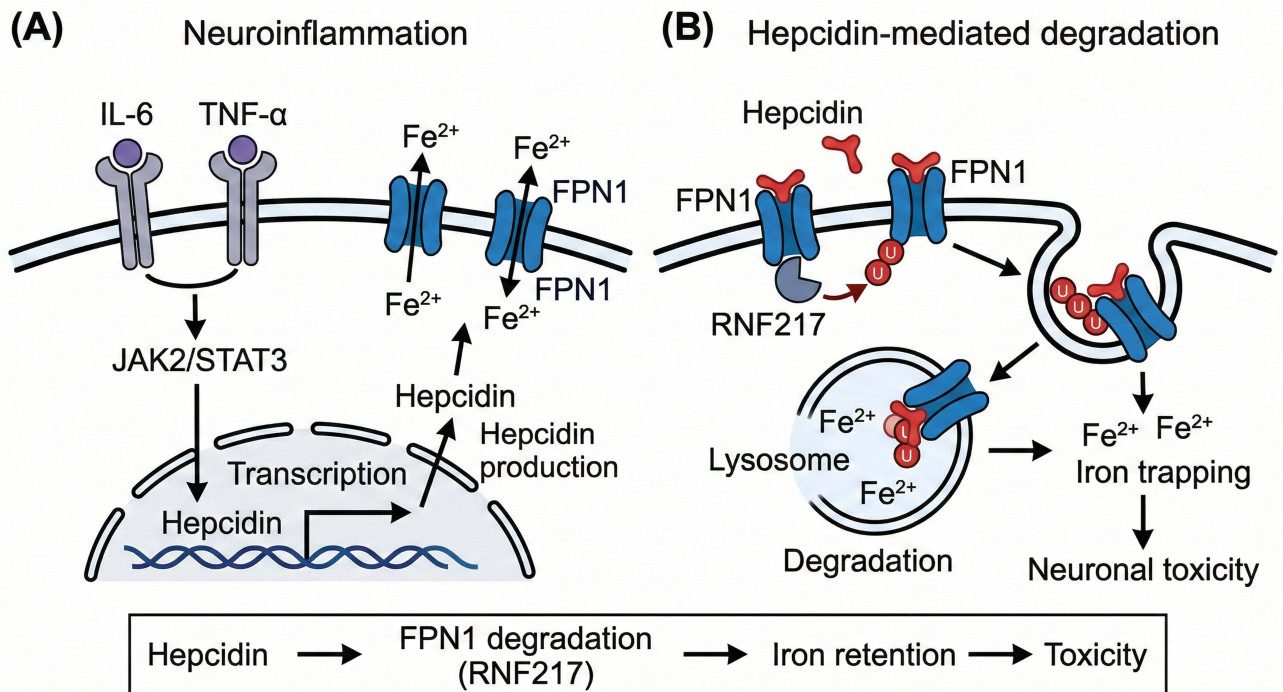 (A)
Neuroinflammation
IL-6
TNF-α
Fe²⁺
Fe²⁺
FPN1
FPN1
Fe²⁺
Fe²⁺
JAK2/STAT3
Hepcidin
Hepcidin
production
Transcription
Hepcidin
(B)
Hepcidin-mediated degradation
Hepcidin
FPN1
FPN1
U
U
RNF217
U
U
U
Fe²⁺
U
U
Lysosome
Fe²⁺
Degradation
Fe²⁺ Fe²⁺
Iron trapping
Neuronal toxicity
Hepcidin
FPN1 degradation
(RNF217)
Iron retention
Toxicity